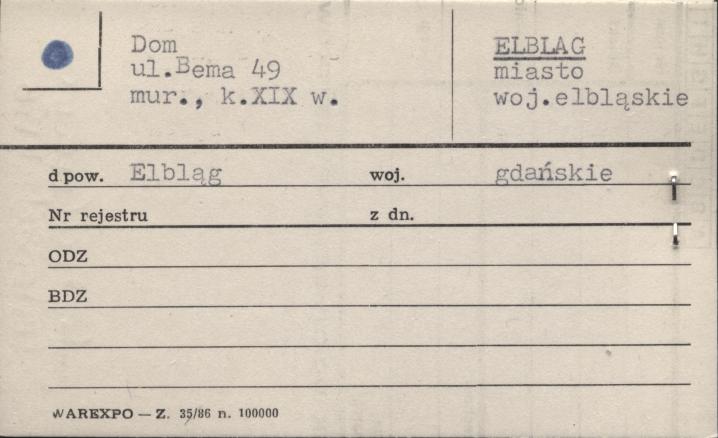 Dom
ul.Bema 49
mur., k.XIX w.
ELBLAG
miasto
woj.elbląskie
d pow. Elbląg woj. gdańskie
Nr rejestru z dn.
ODZ
BDZ
WAREXPO — Z. 35/86 n. 100000